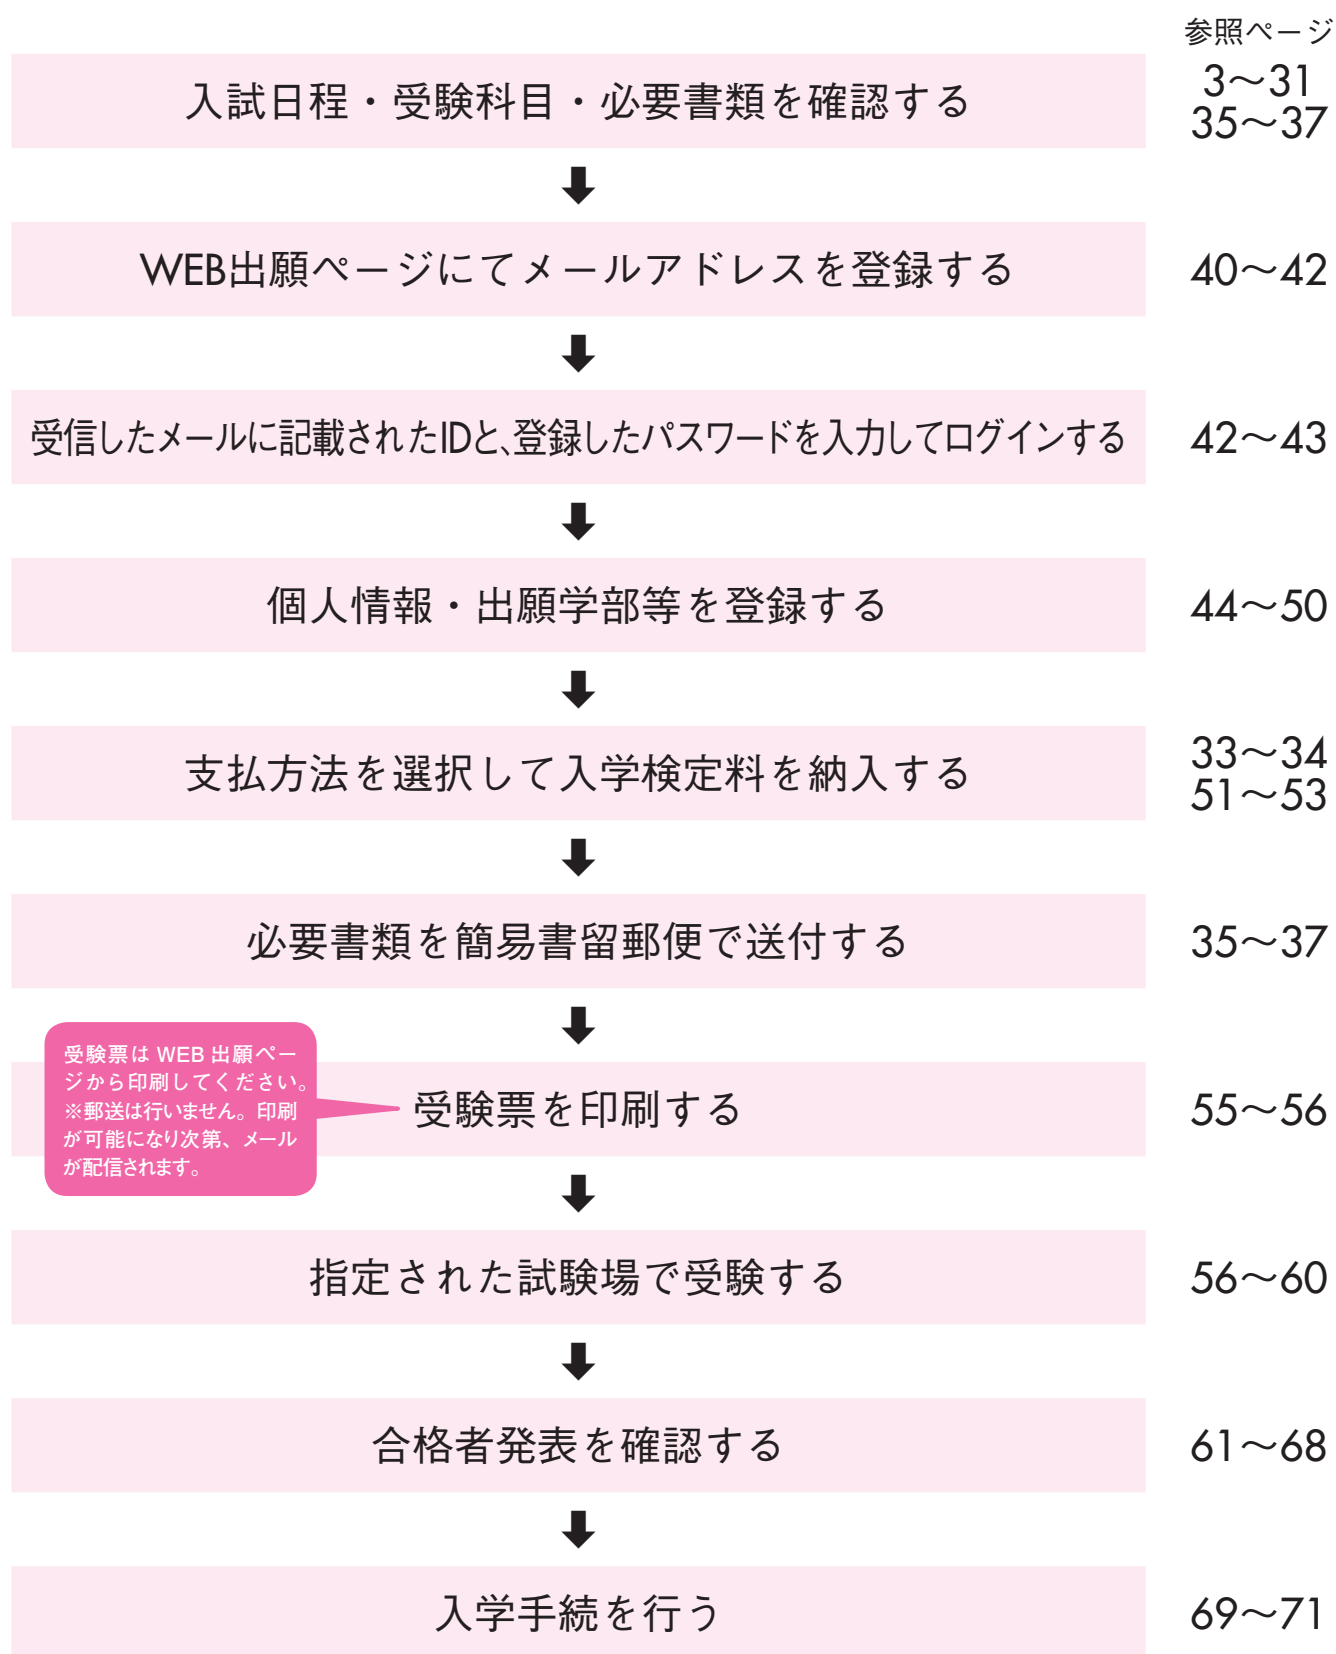 参照ページ
入試日程・受験科目・必要書類を確認する
3〜31
35〜37
WEB出願ページにてメールアドレスを登録する
40〜42
受信したメールに記載されたIDと、登録したパスワードを入力してログインする
42〜43
個人情報・出願学部等を登録する
44〜50
支払方法を選択して入学検定料を納入する
33〜34
51〜53
必要書類を簡易書留郵便で送付する
35〜37
受験票は WEB 出願ペー
ジから印刷してください。
※郵送は行いません。印刷
が可能になり次第、メール
が配信されます。
受験票を印刷する
55〜56
指定された試験場で受験する
56〜60
合格者発表を確認する
61〜68
入学手続を行う
69〜71